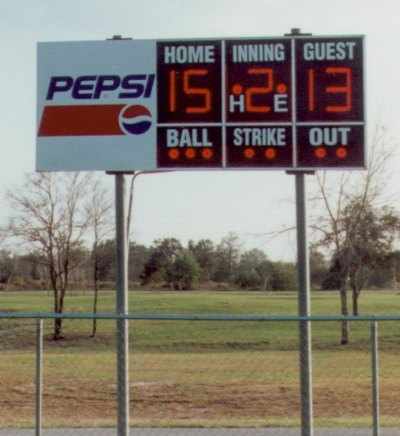 PEPSI
HOME INNING GUEST
15 H 2 E 13
BALL STRIKE OUT